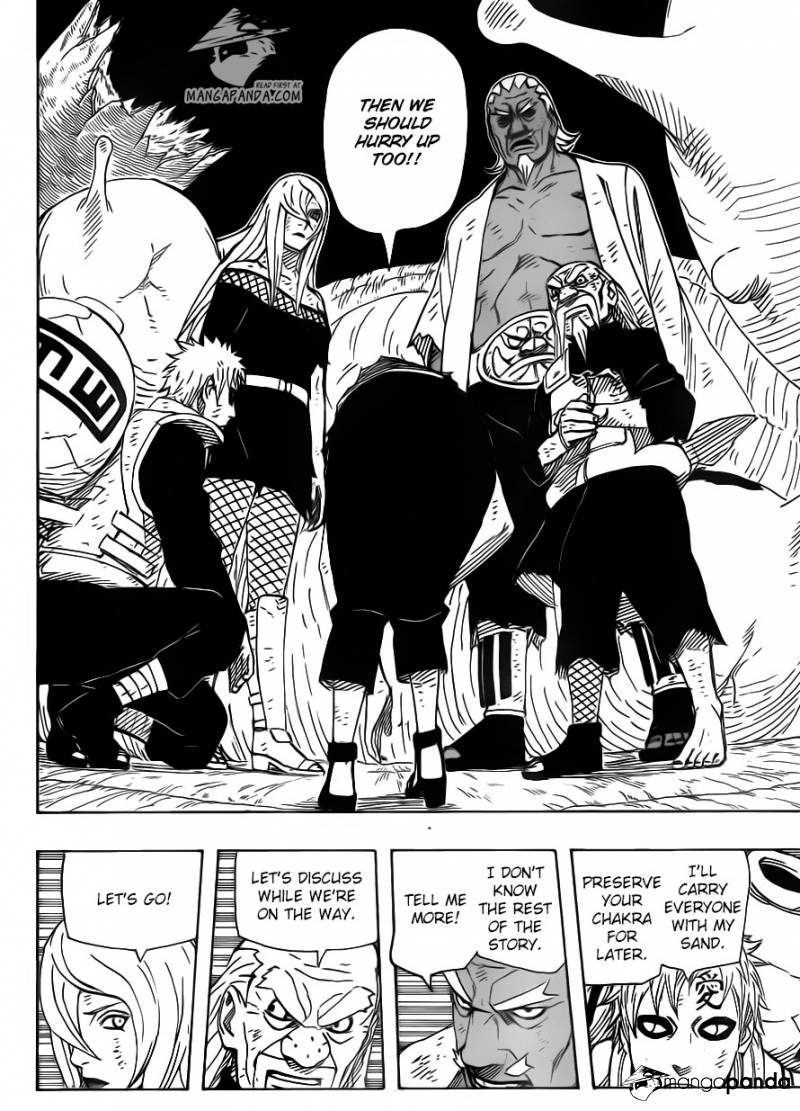 READ FIRST AT
MANGAPANDA.COM
THEN WE
SHOULD
HURRY UP
TOO!!
I'LL
CARRY
EVERYONE
WITH MY
SAND.
PRESERVE
YOUR
CHAKRA
FOR
LATER.
愛
I DON'T
KNOW
THE REST
OF THE
STORY.
TELL ME
MORE!
LET'S DISCUSS
WHILE WE'RE
ON THE WAY.
LET'S GO!
mangapanda